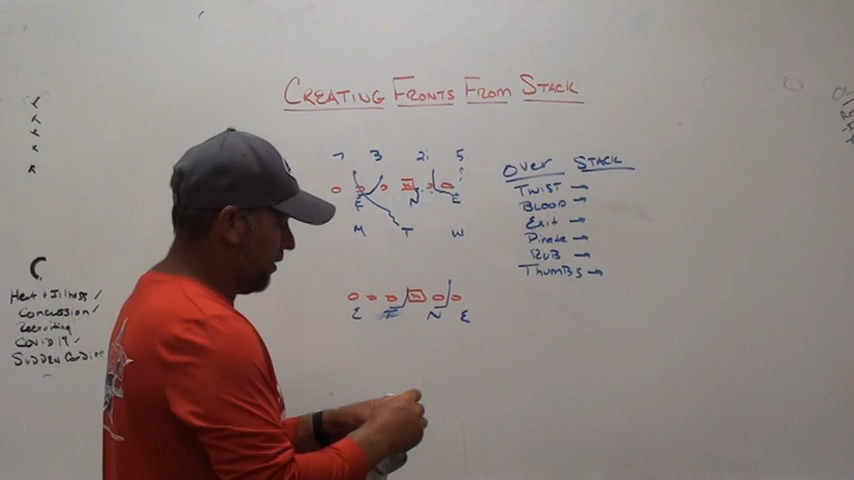 CREATING FRONTS FROM STACK
7 3 2i 5
OVER STACK
TWIST →
BLOOD →
Exit →
Pirate →
RUB →
THUMBS →
E N E
M T W
E T N E
Heat + Illness ✓
Concussion ✓
Recruiting
COVID 19 ✓